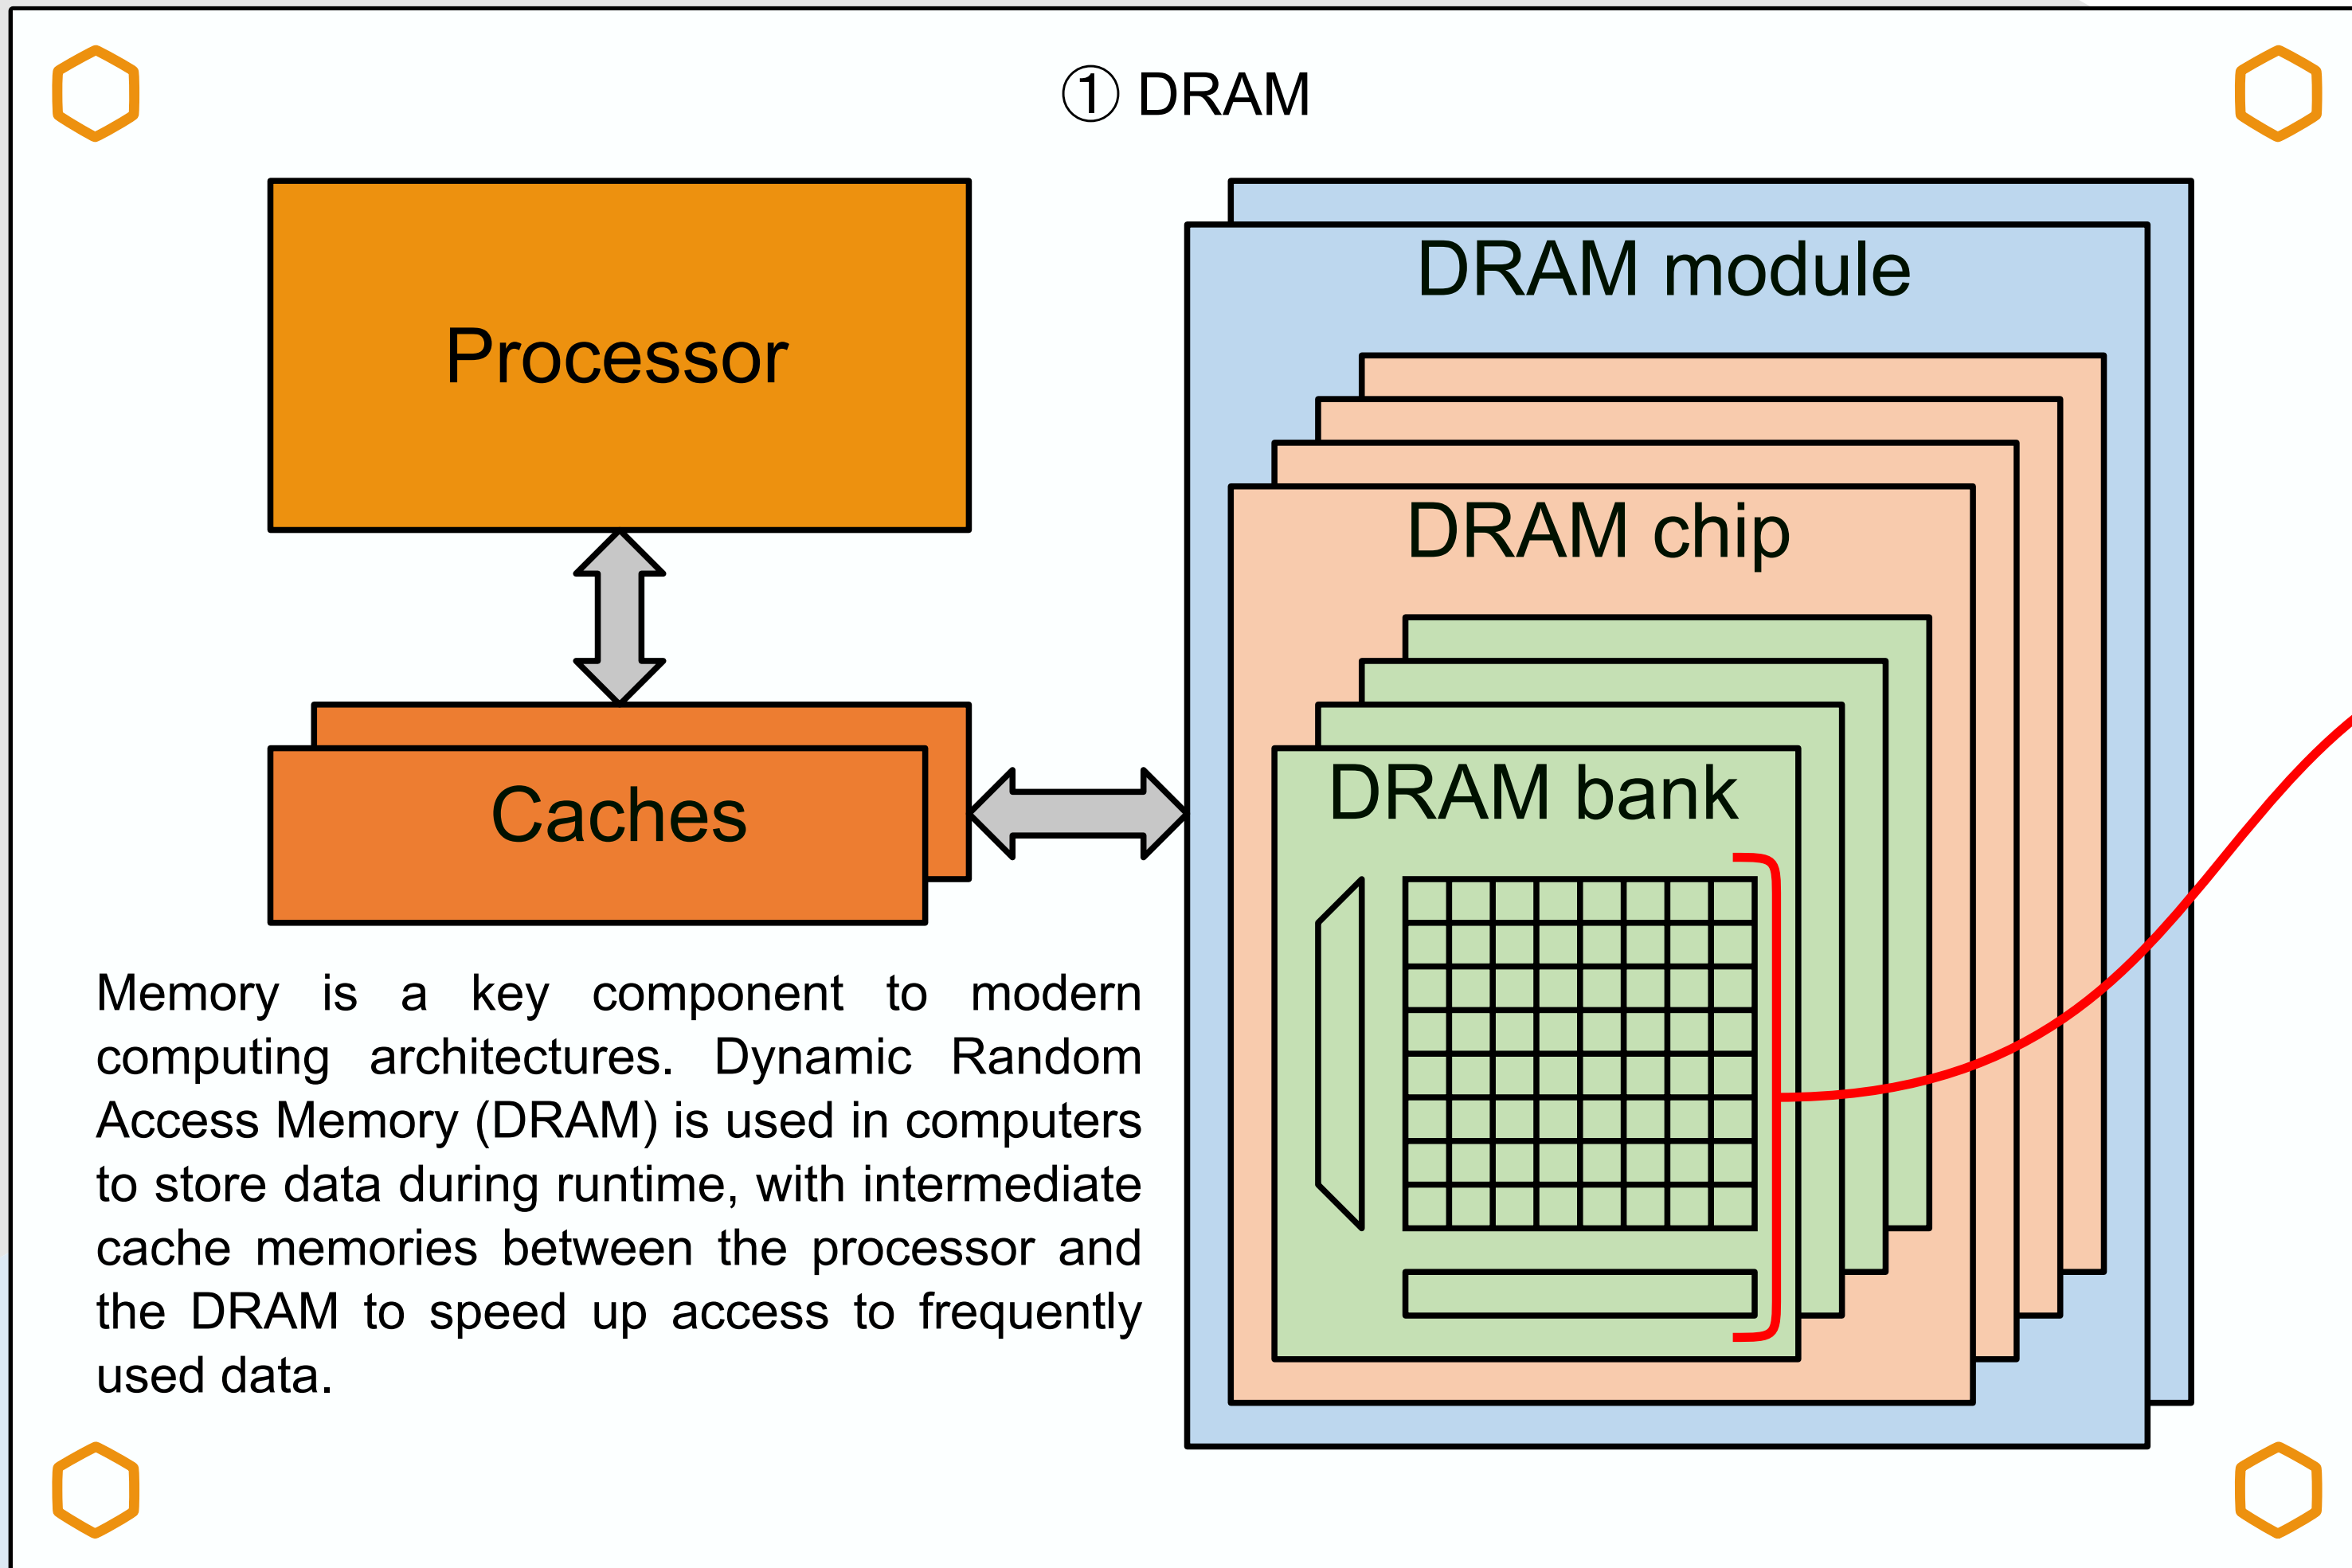 ① DRAM
Processor
Caches
DRAM module
DRAM chip
DRAM bank
Memory is a key component to modern
computing architectures. Dynamic Random
Access Memory (DRAM) is used in computers
to store data during runtime, with intermediate
cache memories between the processor and
the DRAM to speed up access to frequently
used data.